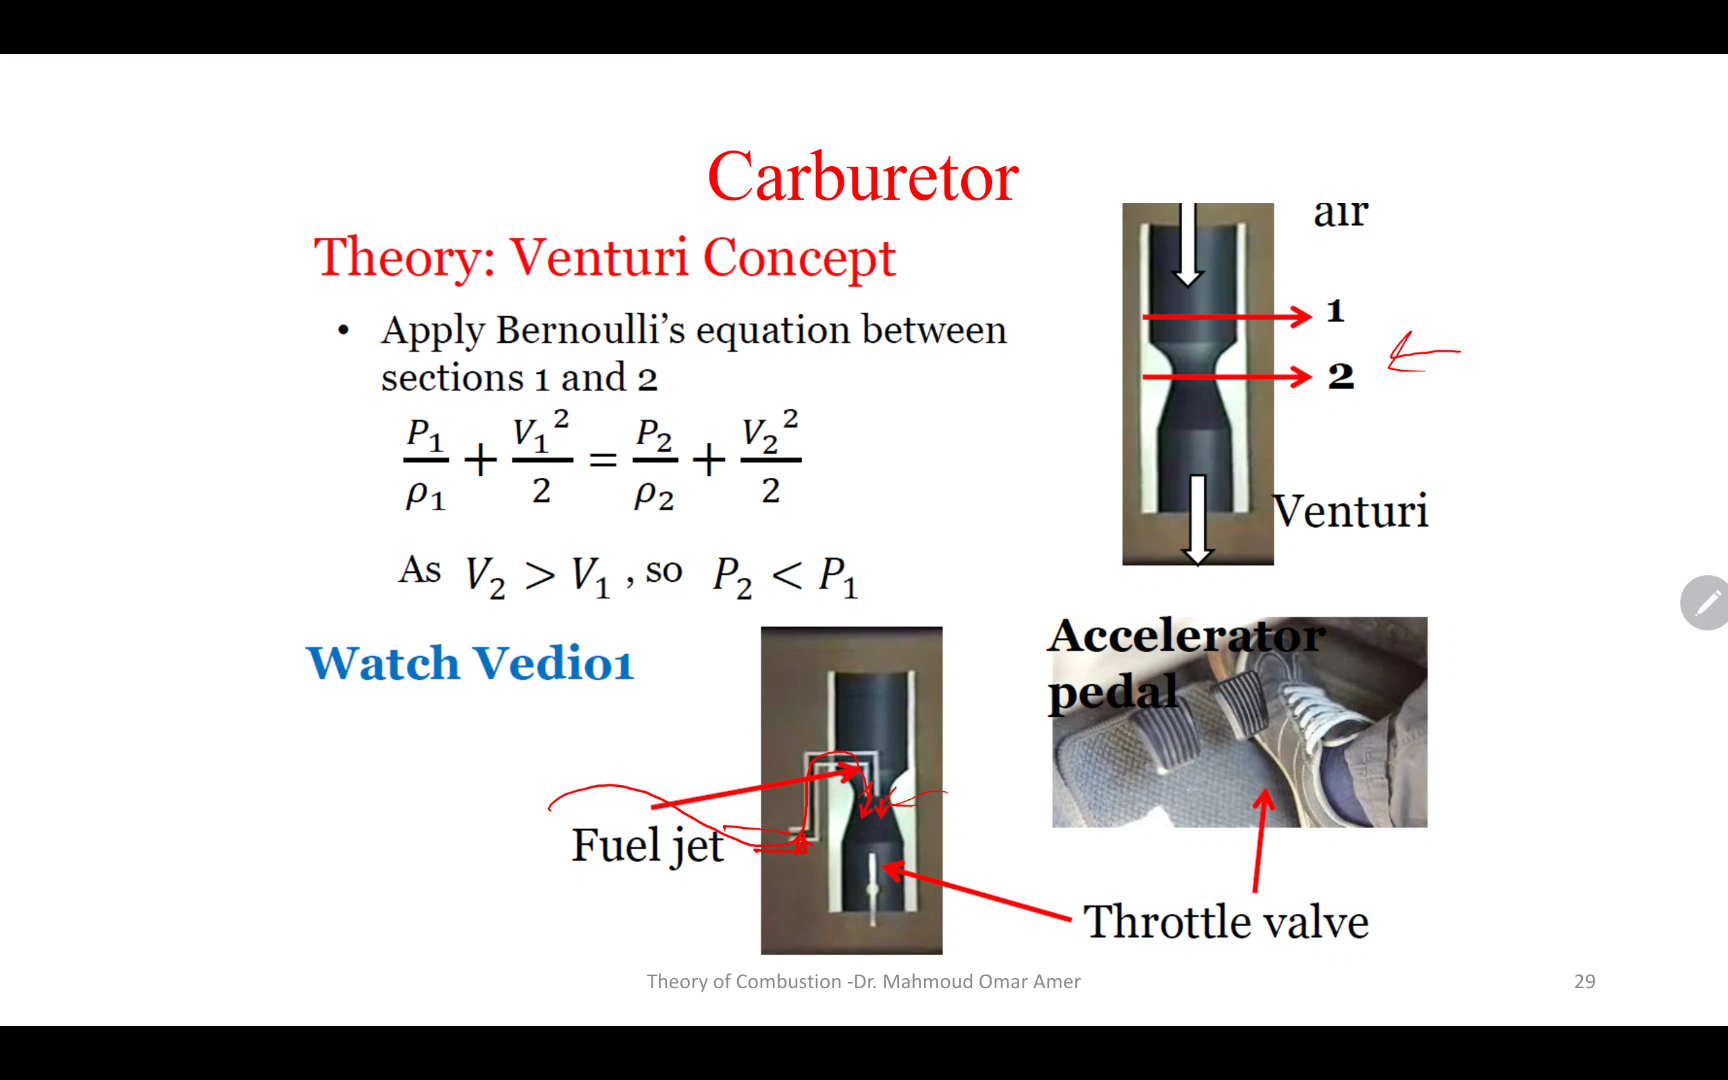 Carburetor
Theory: Venturi Concept
• Apply Bernoulli's equation between
sections 1 and 2
P₁/ρ₁ + V₁²/2 = P₂/ρ₂ + V₂²/2
As V₂ > V₁ , so P₂ < P₁
air
1
2
Venturi
Watch Vedio1
Fuel jet
Accelerator
pedal
Throttle valve
Theory of Combustion -Dr. Mahmoud Omar Amer
29